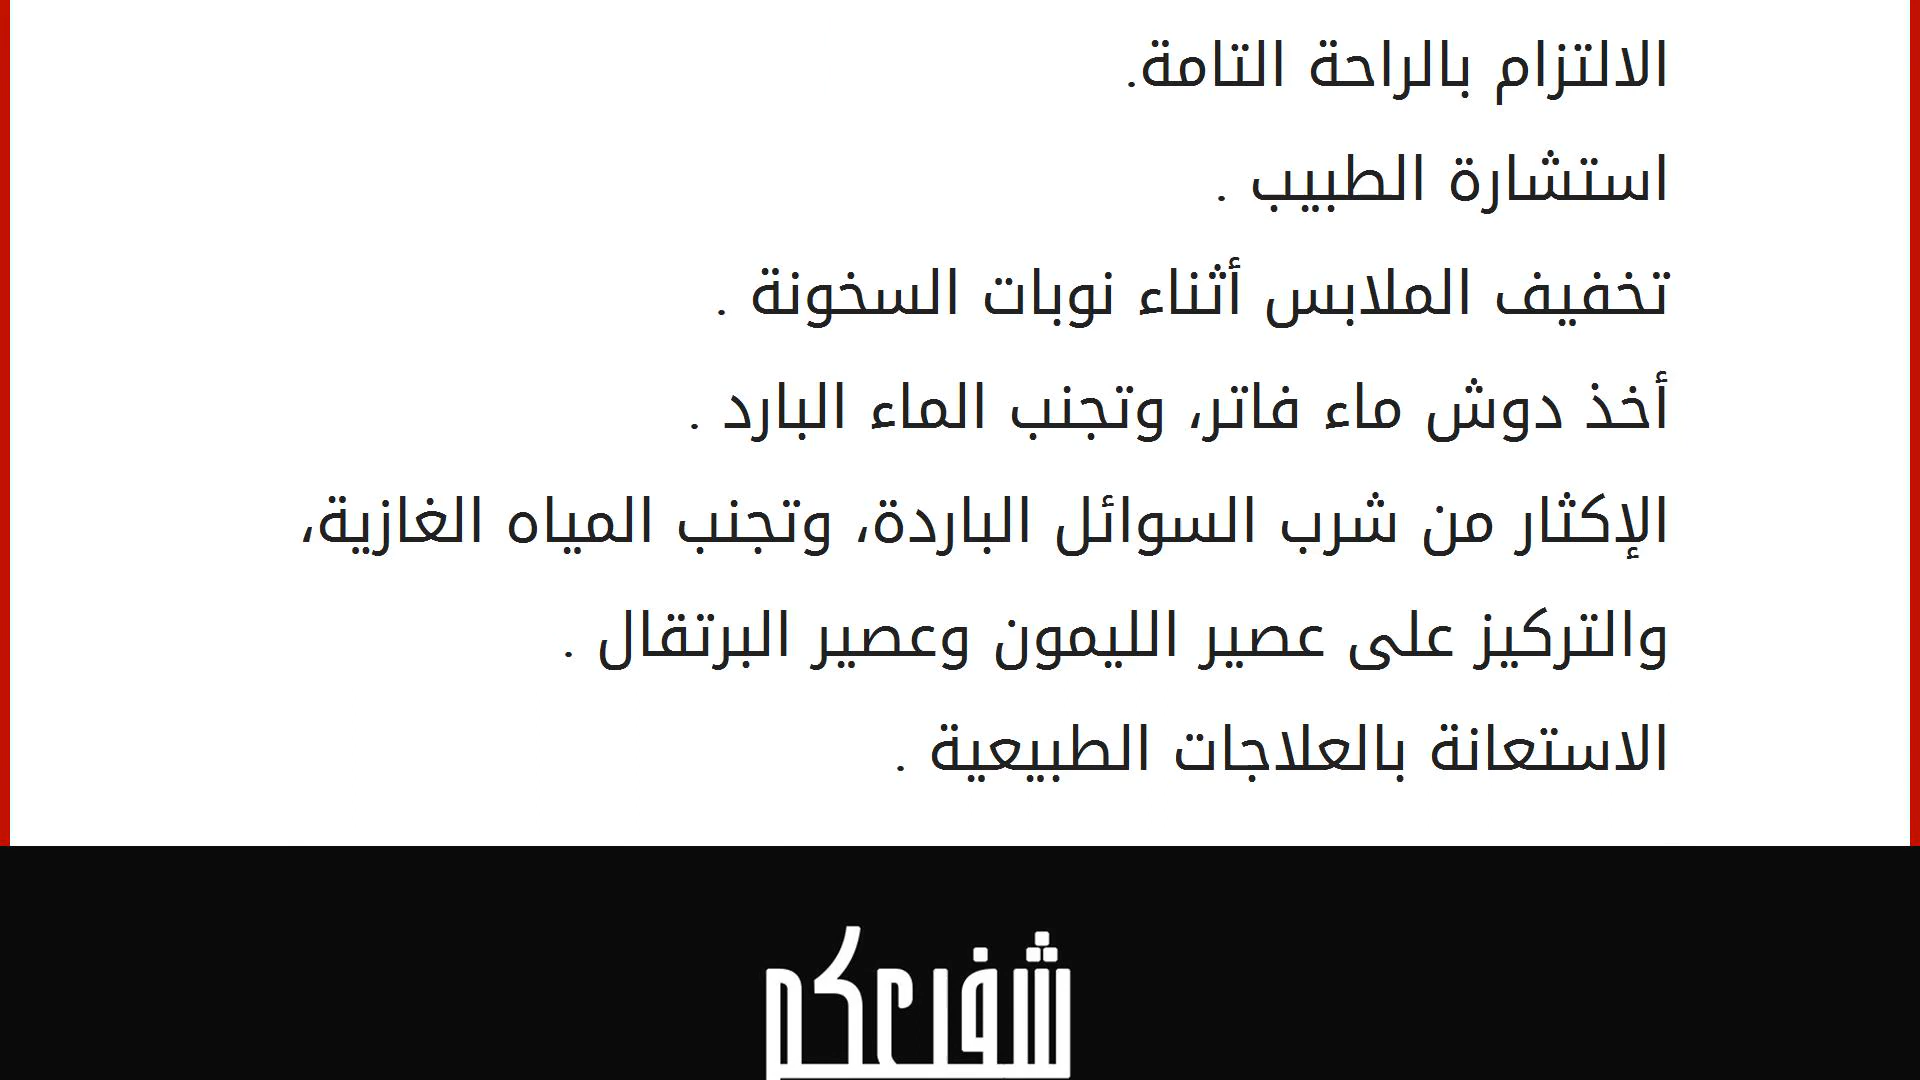 الالتزام بالراحة التامة.
استشارة الطبيب .
تخفيف الملابس أثناء نوبات السخونة .
أخذ دوش ماء فاتر، وتجنب الماء البارد .
الإكثار من شرب السوائل الباردة، وتجنب المياه الغازية،
والتركيز على عصير الليمون وعصير البرتقال .
الاستعانة بالعلاجات الطبيعية .